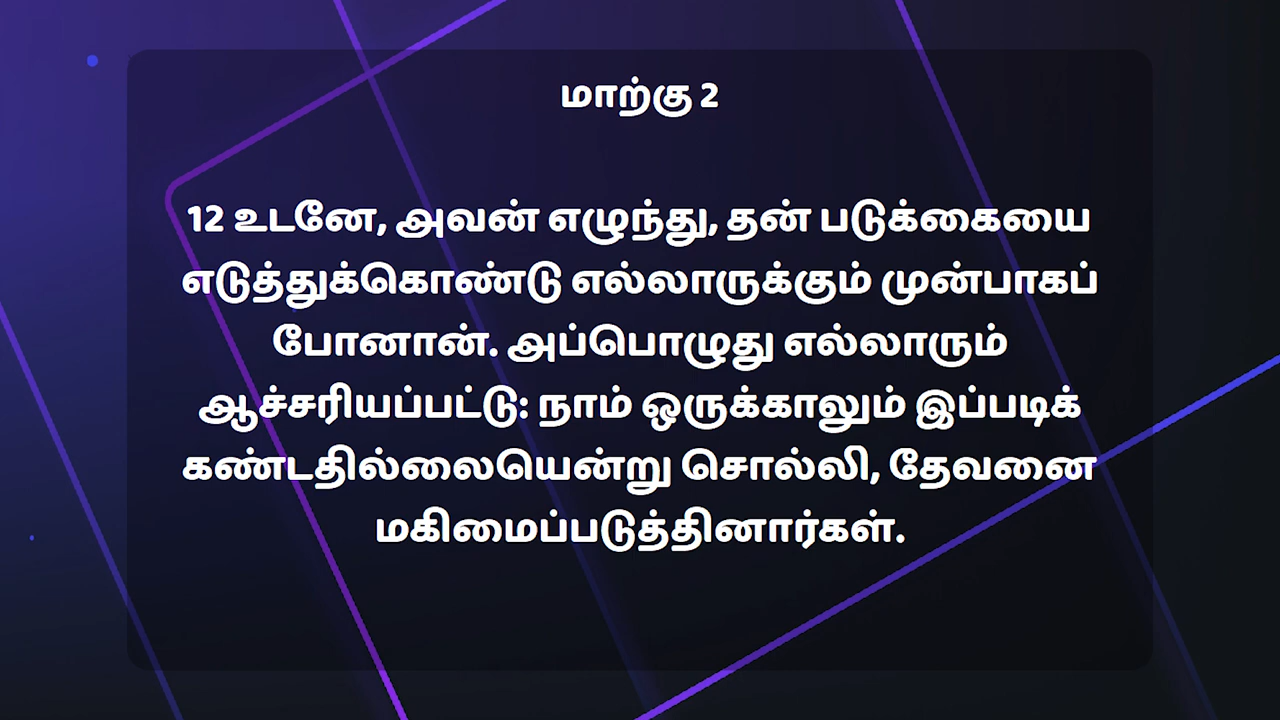 மாற்கு 2
12 உடனே, அவன் எழுந்து, தன் படுக்கையை
எடுத்துக்கொண்டு எல்லாருக்கும் முன்பாகப்
போனான். அப்பொழுது எல்லாரும்
ஆச்சரியப்பட்டு: நாம் ஒருக்காலும் இப்படிக்
கண்டதில்லையென்று சொல்லி, தேவனை
மகிமைப்படுத்தினார்கள்.